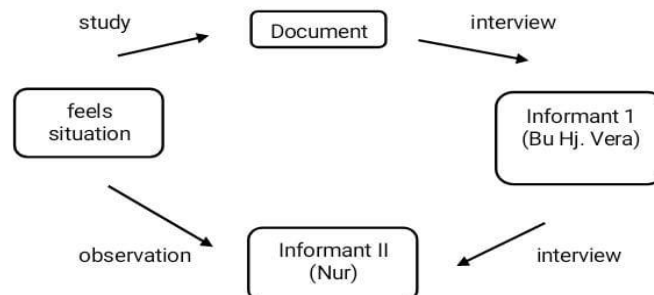 study
Document
interview
feels
situation
Informant 1
(Bu Hj. Vera)
observation
Informant II
(Nur)
interview